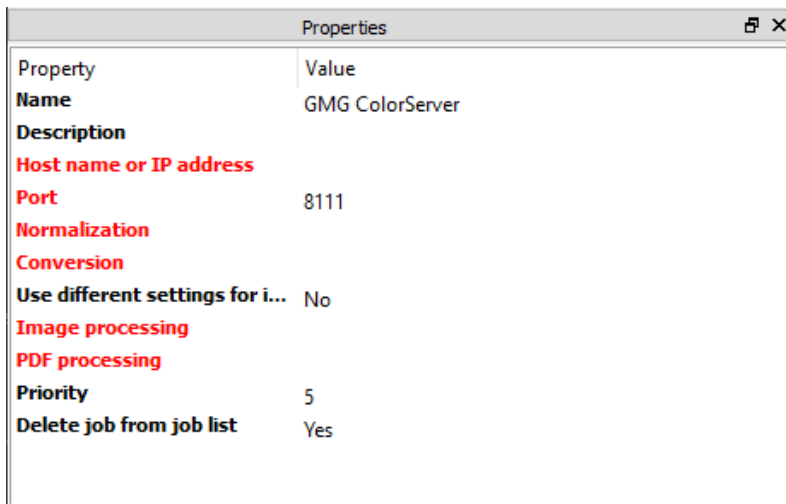 Properties
Property Value
Name GMG ColorServer
Description
Host name or IP address
Port 8111
Normalization
Conversion
Use different settings for i... No
Image processing
PDF processing
Priority 5
Delete job from job list Yes